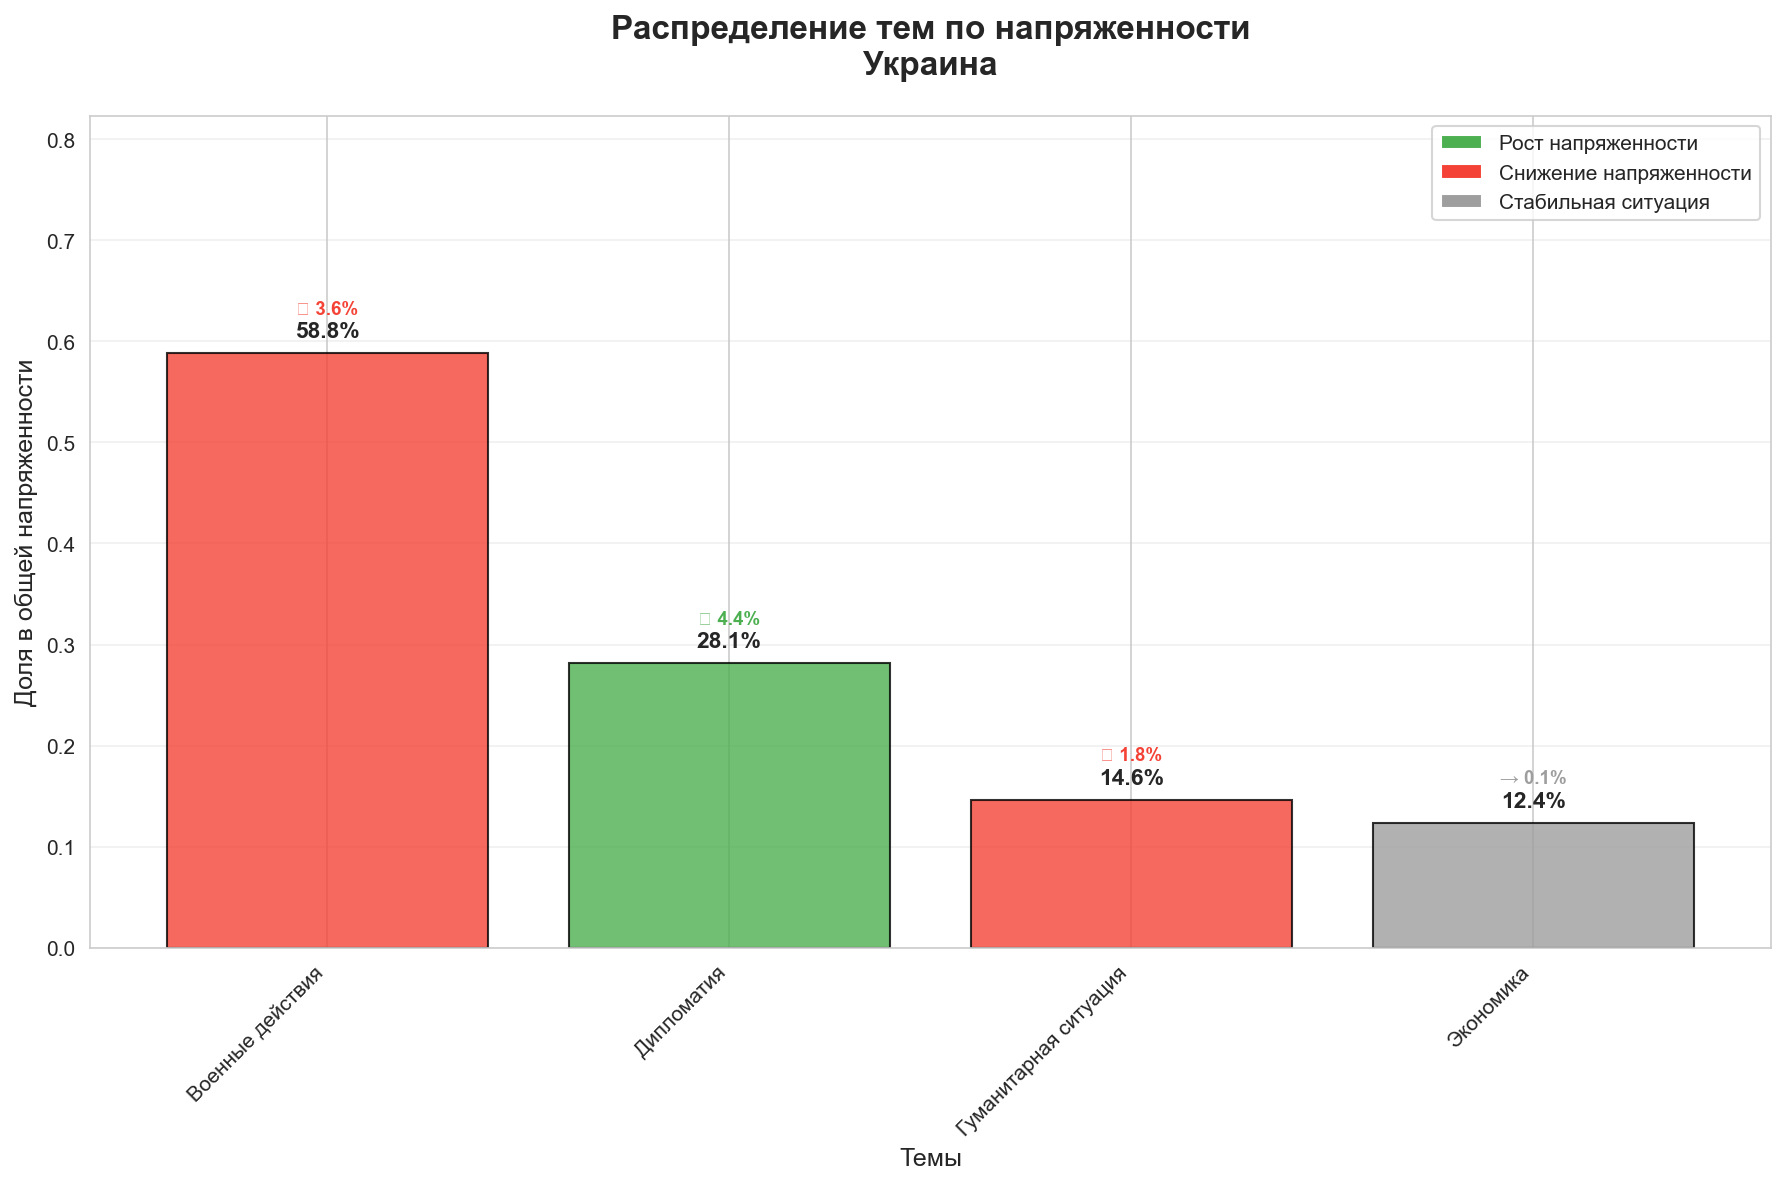 Распределение тем по напряженности
Украина
Доля в общей напряженности
0.8
0.7
0.6
0.5
0.4
0.3
0.2
0.1
0.0
Рост напряженности
Снижение напряженности
Стабильная ситуация
3.6%
58.8%
4.4%
28.1%
1.8%
14.6%
→ 0.1%
12.4%
Военные действия
Дипломатия
Гуманитарная ситуация
Экономика
Темы